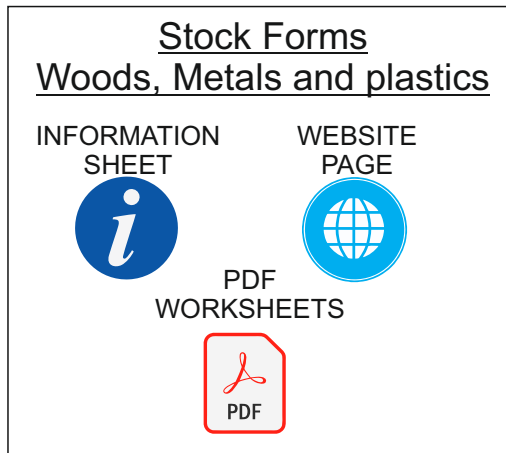 Stock Forms
Woods, Metals and plastics
INFORMATION
SHEET
WEBSITE
PAGE
i
PDF
WORKSHEETS
PDF